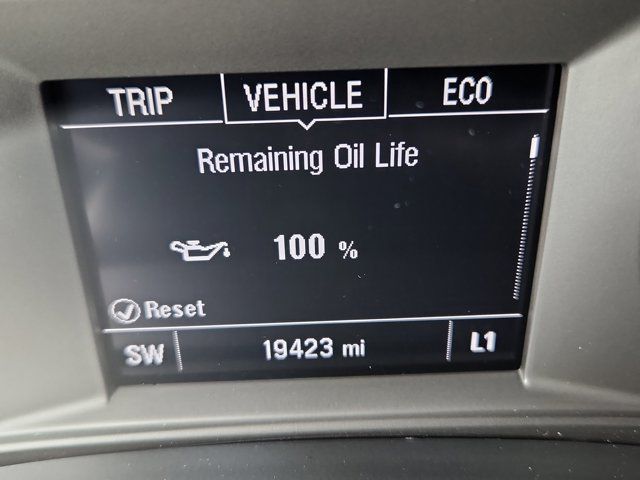 TRIP VEHICLE ECO
Remaining Oil Life
100 %
Reset
SW 19423 mi L1